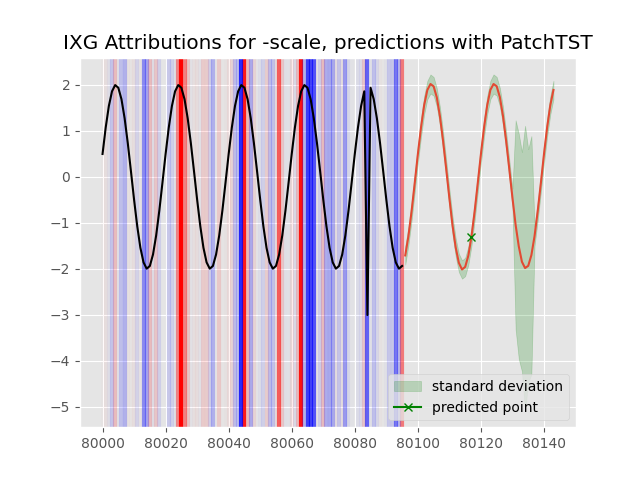 IXG Attributions for -scale, predictions with PatchTST
2
1
0
−1
−2
−3
−4
−5
standard deviation
predicted point
80000 80020 80040 80060 80080 80100 80120 80140